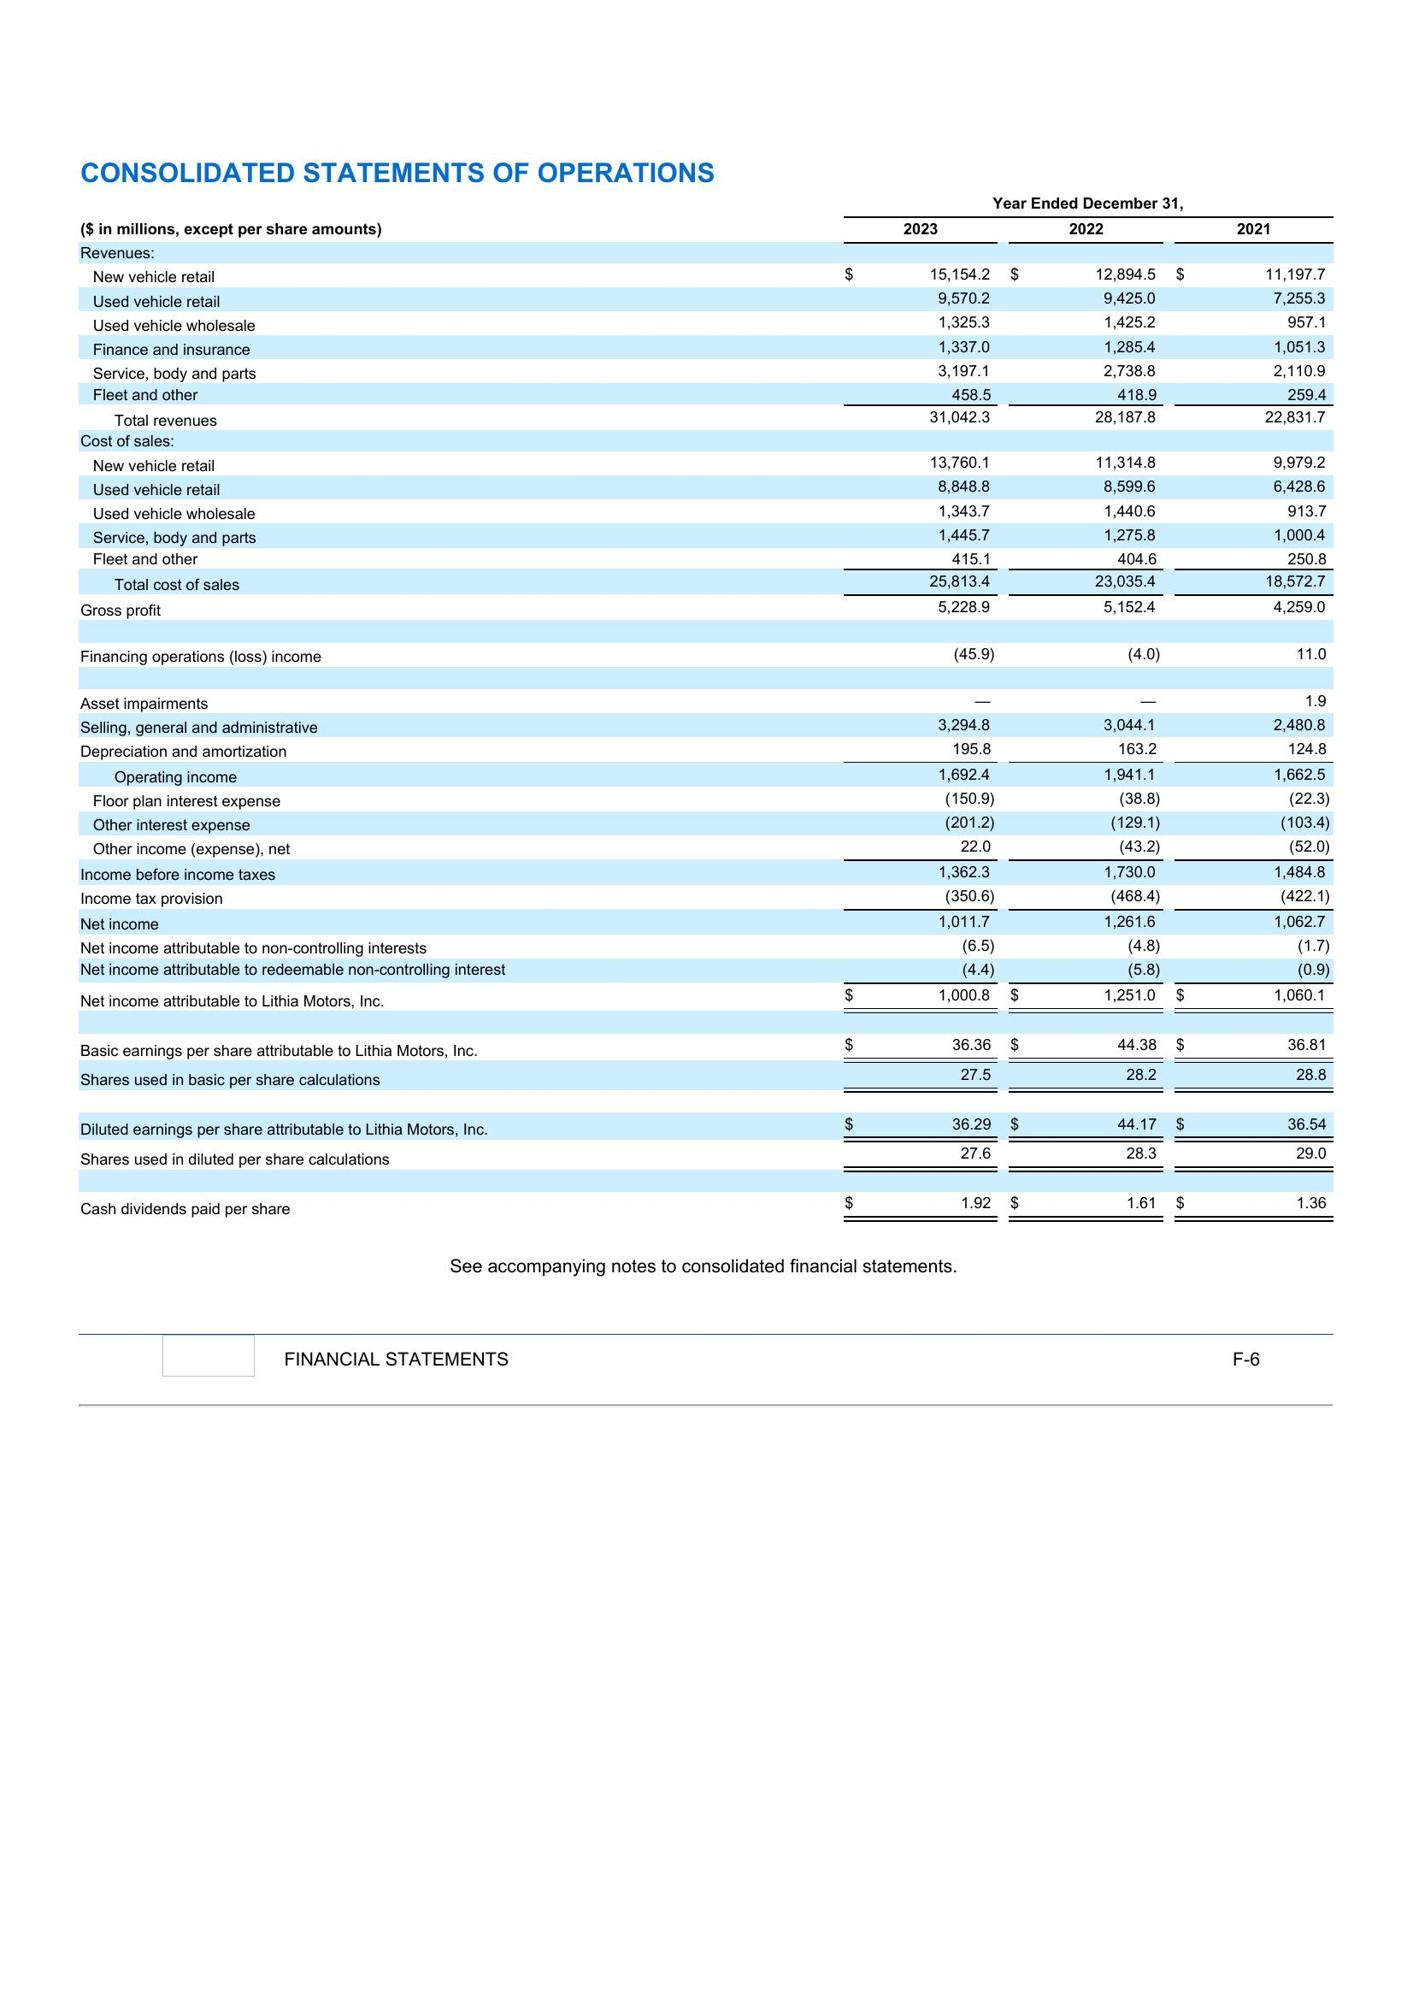 CONSOLIDATED STATEMENTS OF OPERATIONS
Year Ended December 31,
($ in millions, except per share amounts) 2023 2022 2021
Revenues:
New vehicle retail $ 15,154.2 $ 12,894.5 $ 11,197.7
Used vehicle retail 9,570.2 9,425.0 7,255.3
Used vehicle wholesale 1,325.3 1,425.2 957.1
Finance and insurance 1,337.0 1,285.4 1,051.3
Service, body and parts 3,197.1 2,738.8 2,110.9
Fleet and other 458.5 418.9 259.4
Total revenues 31,042.3 28,187.8 22,831.7
Cost of sales:
New vehicle retail 13,760.1 11,314.8 9,979.2
Used vehicle retail 8,848.8 8,599.6 6,428.6
Used vehicle wholesale 1,343.7 1,440.6 913.7
Service, body and parts 1,445.7 1,275.8 1,000.4
Fleet and other 415.1 404.6 250.8
Total cost of sales 25,813.4 23,035.4 18,572.7
Gross profit 5,228.9 5,152.4 4,259.0
Financing operations (loss) income (45.9) (4.0) 11.0
Asset impairments — — 1.9
Selling, general and administrative 3,294.8 3,044.1 2,480.8
Depreciation and amortization 195.8 163.2 124.8
Operating income 1,692.4 1,941.1 1,662.5
Floor plan interest expense (150.9) (38.8) (22.3)
Other interest expense (201.2) (129.1) (103.4)
Other income (expense), net 22.0 (43.2) (52.0)
Income before income taxes 1,362.3 1,730.0 1,484.8
Income tax provision (350.6) (468.4) (422.1)
Net income 1,011.7 1,261.6 1,062.7
Net income attributable to non-controlling interests (6.5) (4.8) (1.7)
Net income attributable to redeemable non-controlling interest (4.4) (5.8) (0.9)
Net income attributable to Lithia Motors, Inc. $ 1,000.8 $ 1,251.0 $ 1,060.1
Basic earnings per share attributable to Lithia Motors, Inc. $ 36.36 $ 44.38 $ 36.81
Shares used in basic per share calculations 27.5 28.2 28.8
Diluted earnings per share attributable to Lithia Motors, Inc. $ 36.29 $ 44.17 $ 36.54
Shares used in diluted per share calculations 27.6 28.3 29.0
Cash dividends paid per share $ 1.92 $ 1.61 $ 1.36
See accompanying notes to consolidated financial statements.
FINANCIAL STATEMENTS F-6